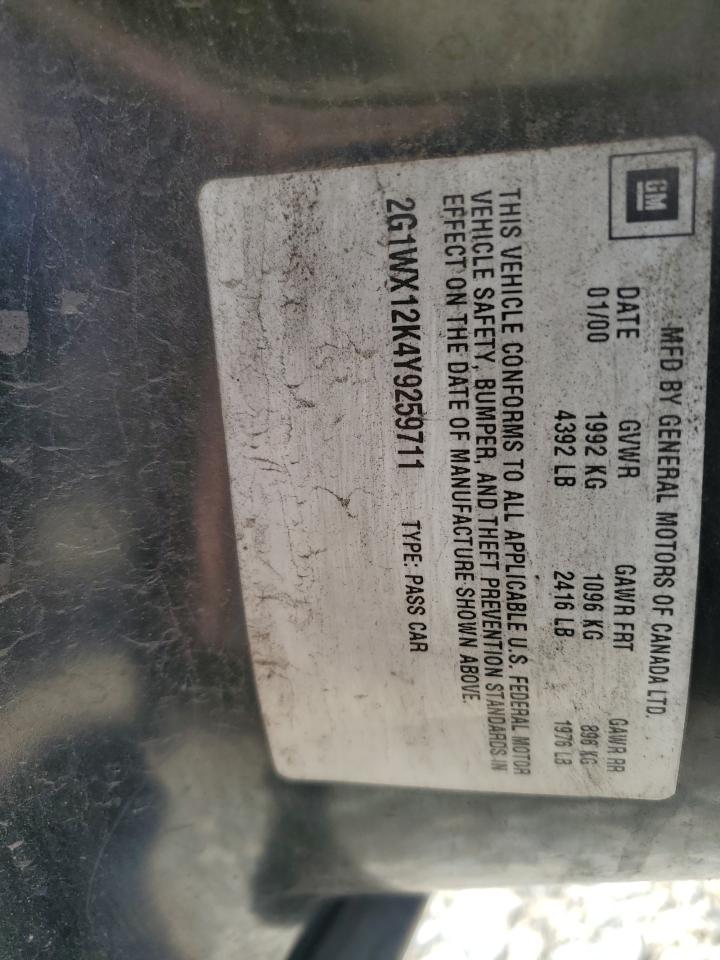 GM
MFD BY GENERAL MOTORS OF CANADA LTD.
DATE GVWR GAWR FRT GAWR RR
01/00 1992 KG 1096 KG 896 KG
4392 LB 2416 LB 1976 LB
THIS VEHICLE CONFORMS TO ALL APPLICABLE U.S. FEDERAL MOTOR
VEHICLE SAFETY, BUMPER, AND THEFT PREVENTION STANDARDS IN
EFFECT ON THE DATE OF MANUFACTURE SHOWN ABOVE.
2G1WX12K4Y9259711 TYPE: PASS CAR